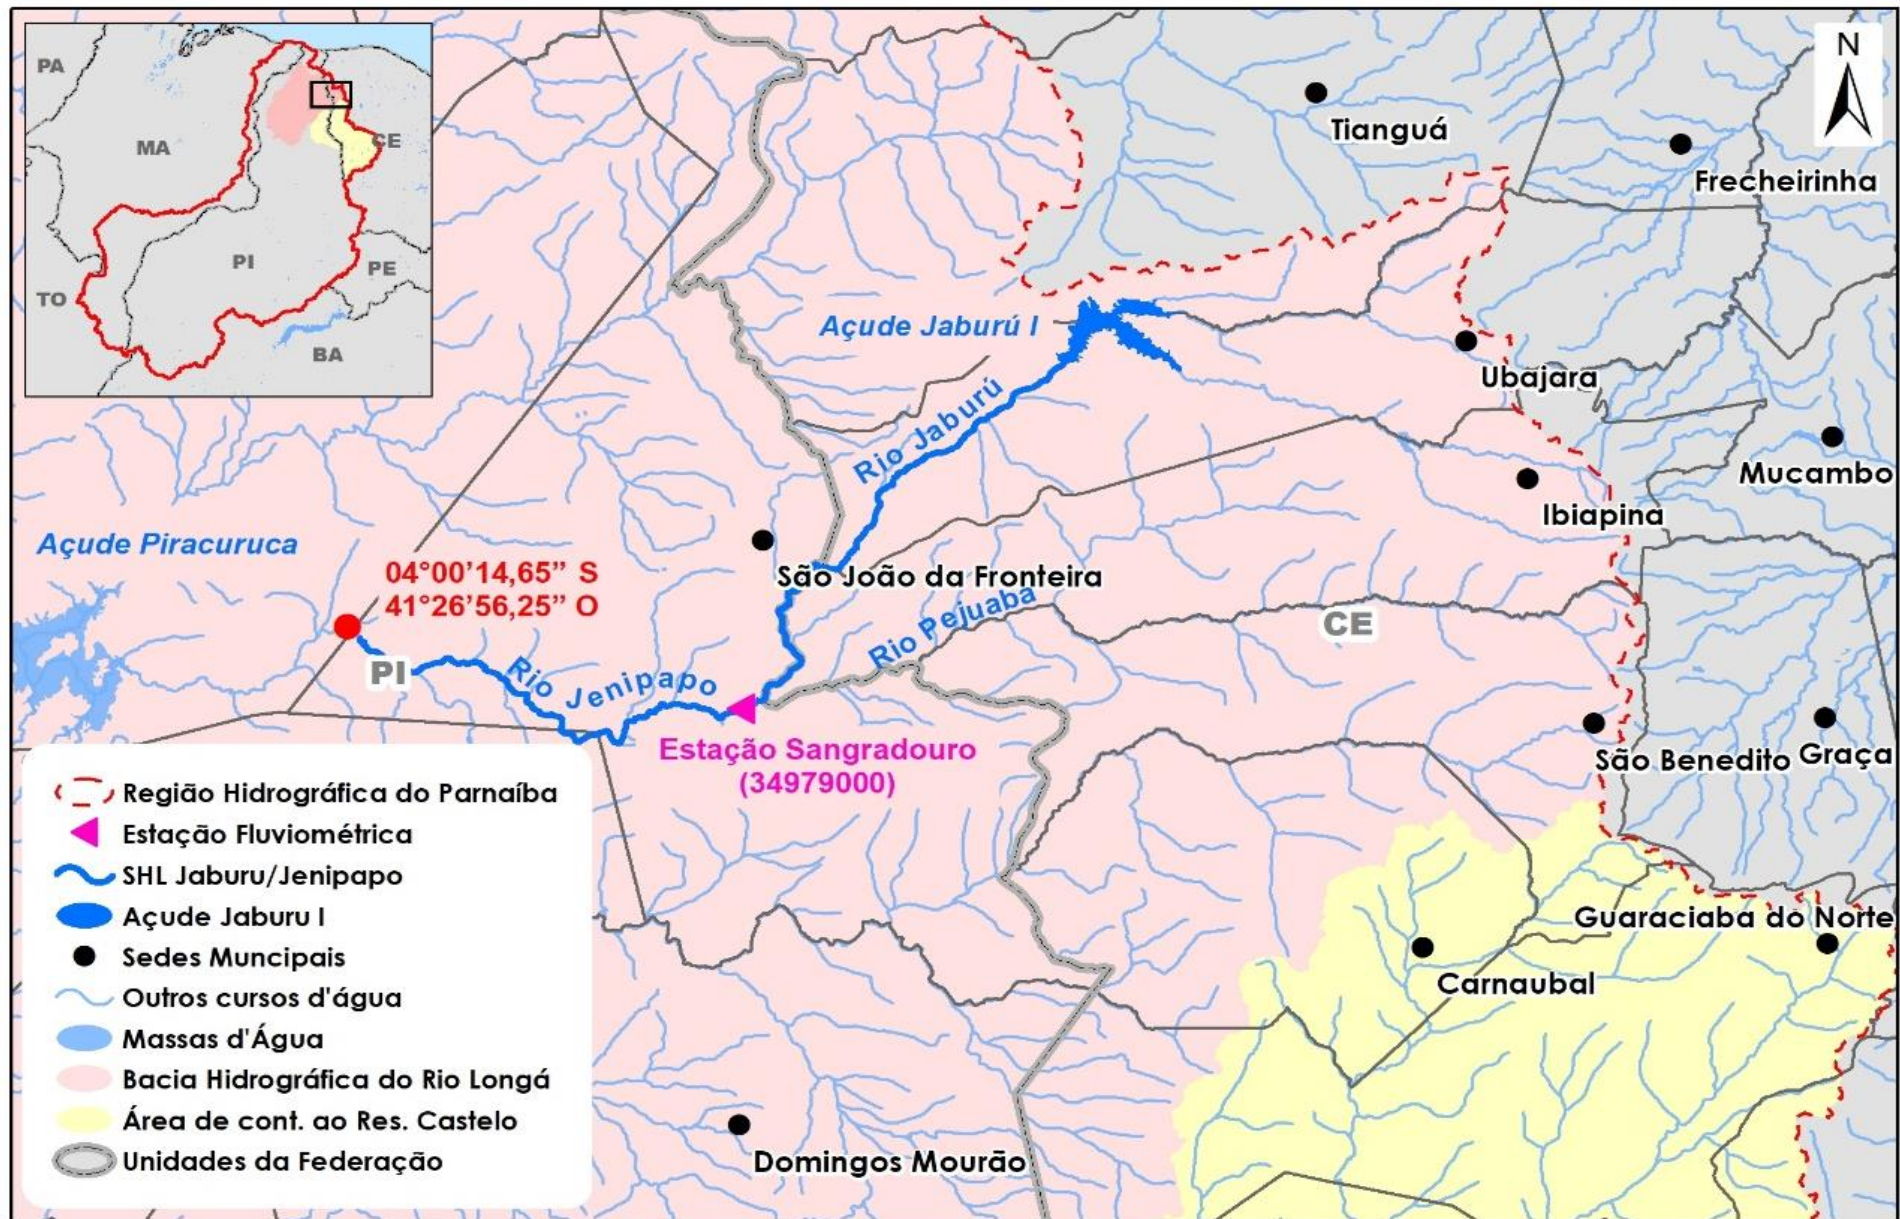 PA
MA
CE
PI
PE
TO
BA
N
Tianguá
Frecheirinha
Açude Jaburú I
Ubajara
Rio Jaburú
Mucambo
Ibiapina
Açude Piracuruca
04°00’14,65” S
41°26’56,25” O
São João da Fronteira
Rio Pejuaba
CE
PI
Rio Jenipapo
Estação Sangradouro
(34979000)
São Benedito
Graça
Guaraciaba do Norte
Carnaubal
Domingos Mourão
Região Hidrográfica do Parnaíba
Estação Fluviométrica
SHL Jaburu/Jenipapo
Açude Jaburu I
Sedes Muncipais
Outros cursos d'água
Massas d'Água
Bacia Hidrográfica do Rio Longá
Área de cont. ao Res. Castelo
Unidades da Federação